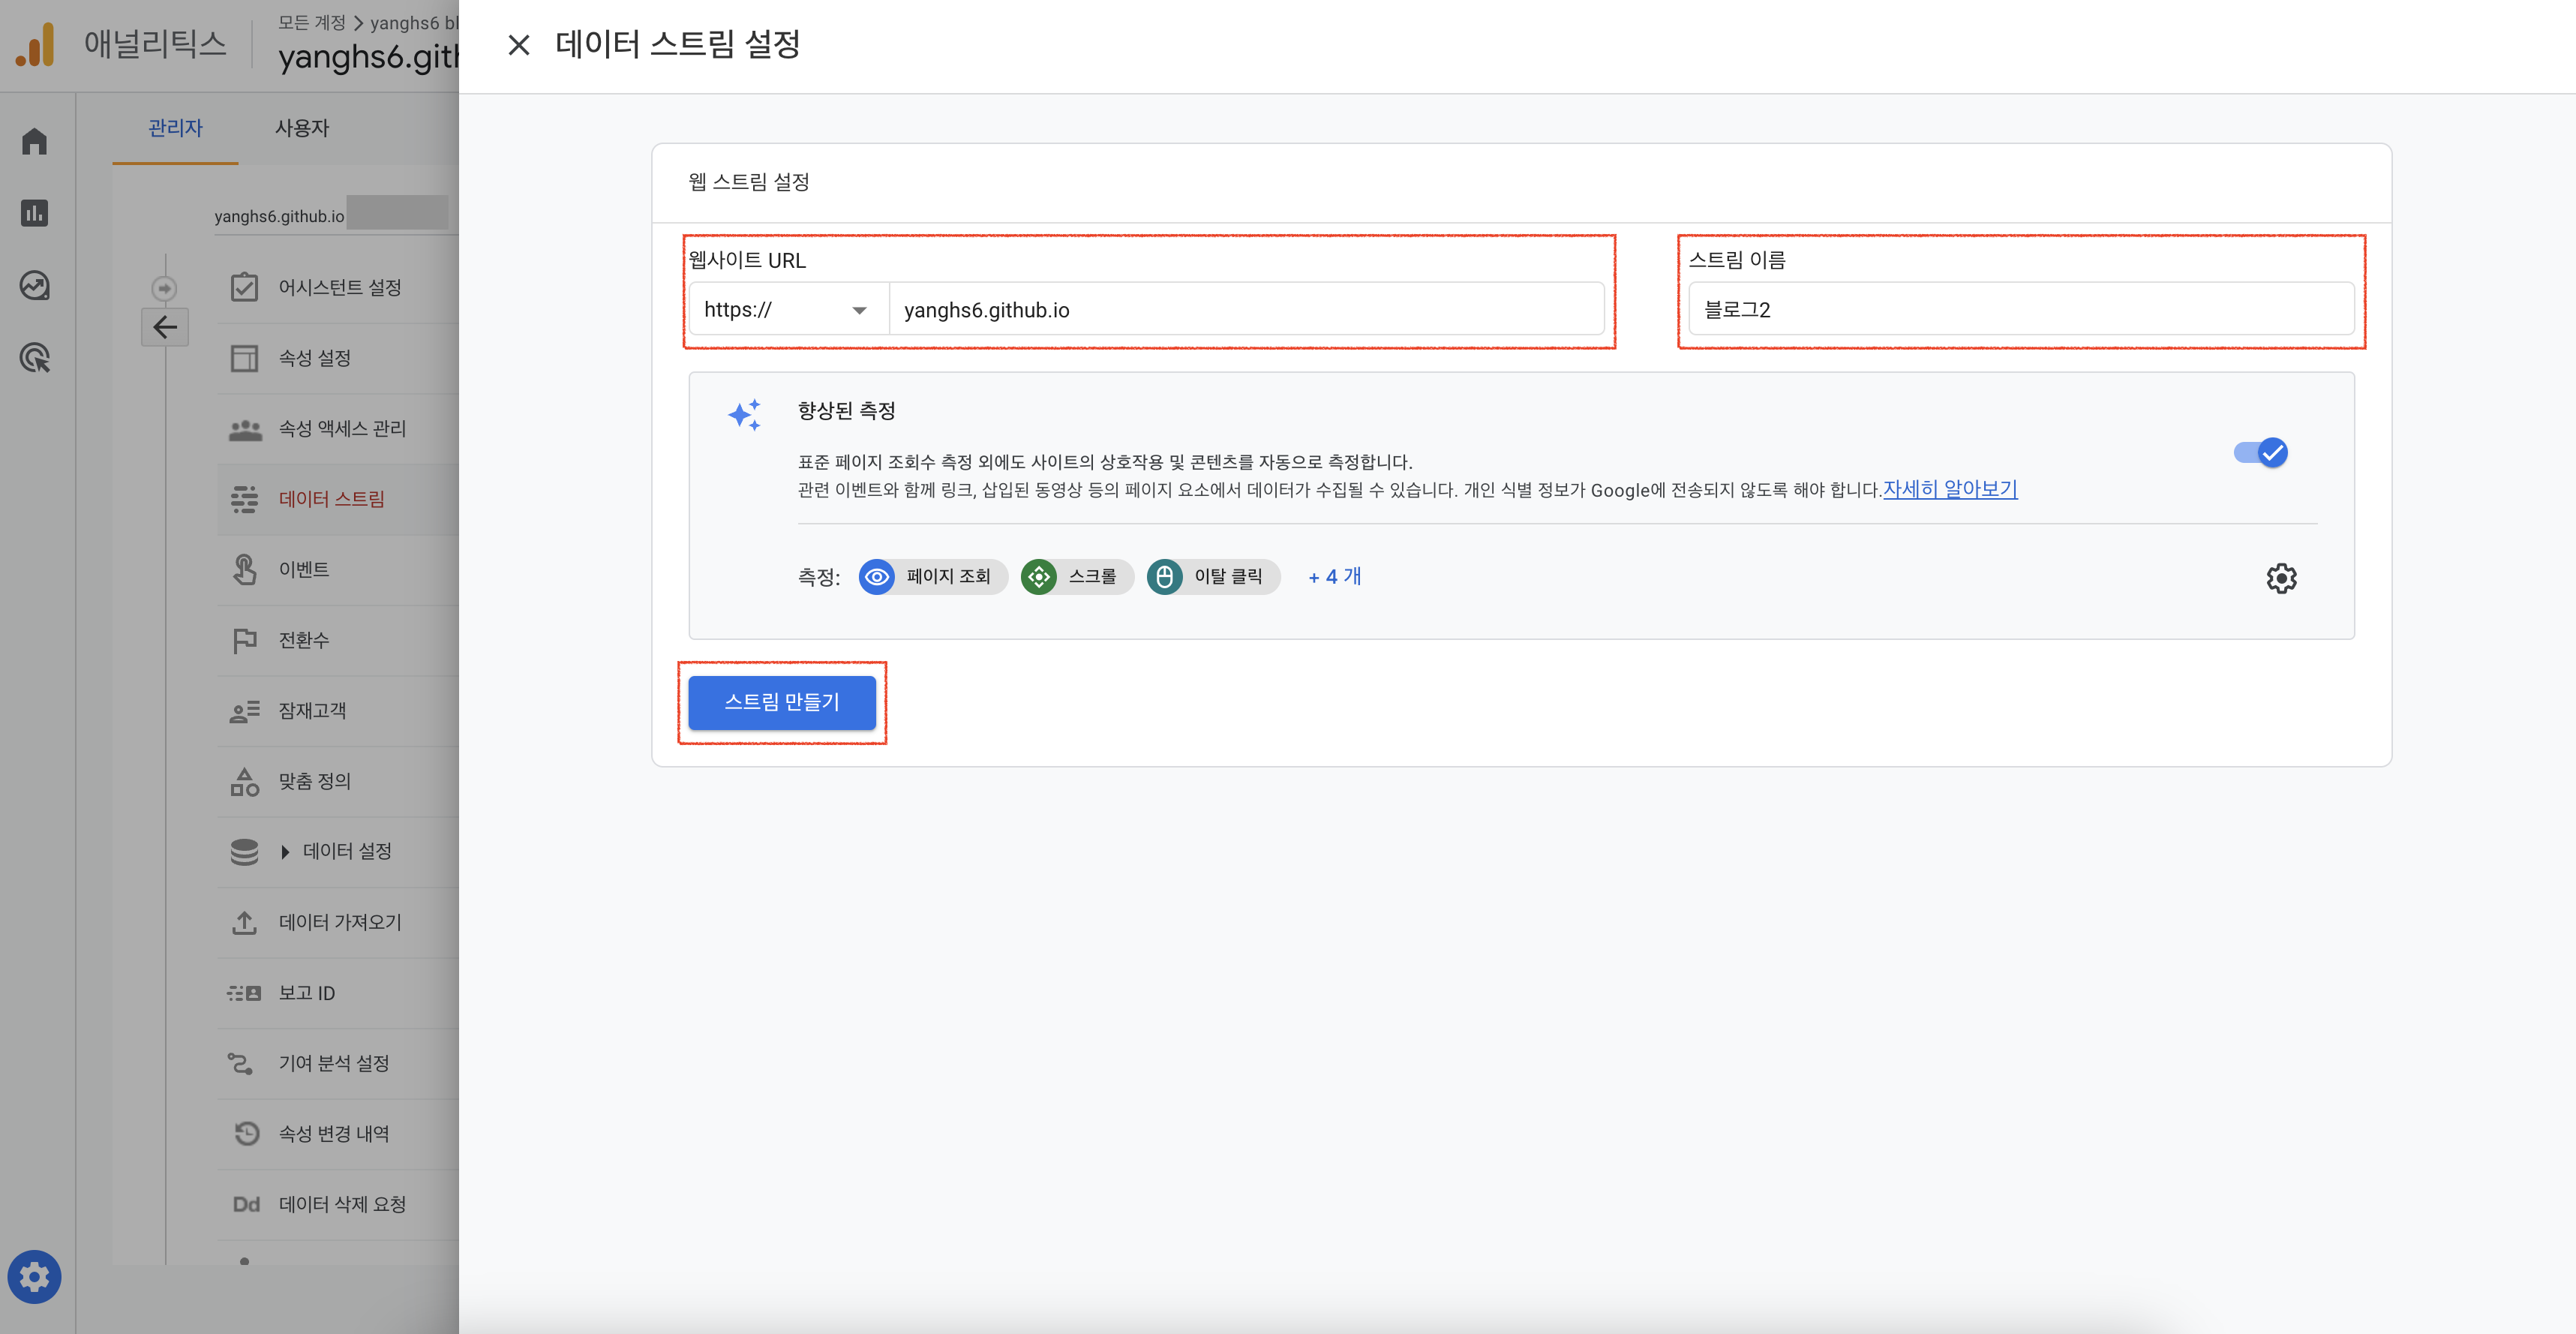 애널리틱스
모든 계정 > yanghs6 bl
yanghs6.gith
관리자
사용자
yanghs6.github.io
어시스턴트 설정
속성 설정
속성 액세스 관리
데이터 스트림
이벤트
전환수
잠재고객
맞춤 정의
데이터 설정
데이터 가져오기
보고 ID
기여 분석 설정
속성 변경 내역
Dd 데이터 삭제 요청
데이터 스트림 설정
웹 스트림 설정
웹사이트 URL
스트림 이름
https://
yanghs6.github.io
블로그2
향상된 측정
표준 페이지 조회수 측정 외에도 사이트의 상호작용 및 콘텐츠를 자동으로 측정합니다.
관련 이벤트와 함께 링크, 삽입된 동영상 등의 페이지 요소에서 데이터가 수집될 수 있습니다. 개인 식별 정보가 Google에 전송되지 않도록 해야 합니다.자세히 알아보기
측정: 페이지 조회 스크롤 이탈 클릭 + 4 개
스트림 만들기